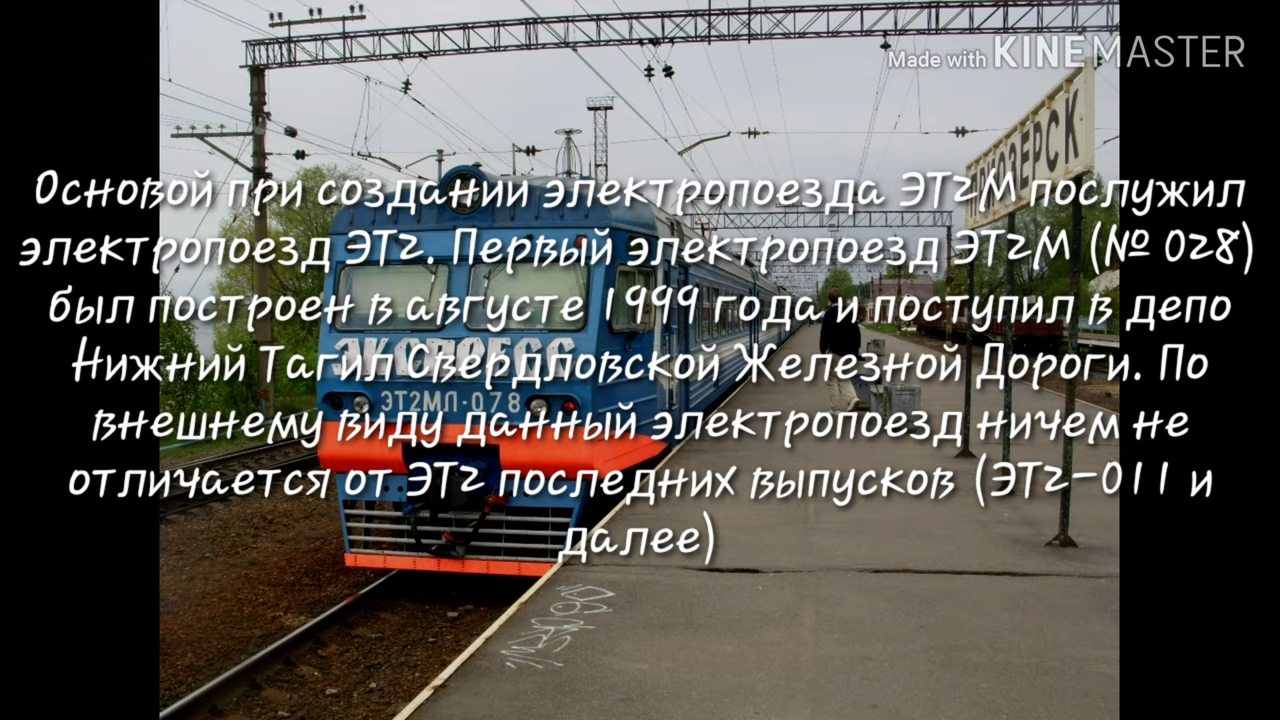 Made with KINEMASTER
ОЗЕРСК
Основой при создании электропоезда ЭТ2М послужил
электропоезд ЭТ2. Первый электропоезд ЭТ2М (№ 028)
был построен в августе 1999 года и поступил в депо
Нижний Тагил Свердловской Железной Дороги. По
внешнему виду данный электропоезд ничем не
отличается от ЭТ2 последних выпусков (ЭТ2-011 и
далее)
ЭКСПРЕСС
ЭТ2МЛ·078